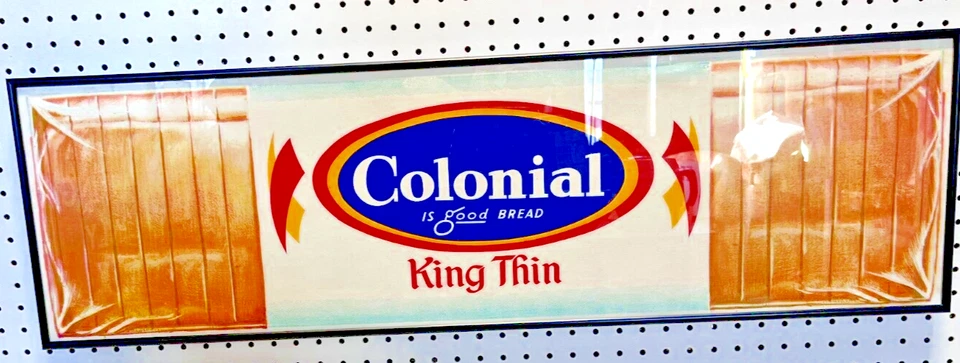 Colonial
IS good BREAD
King Thin